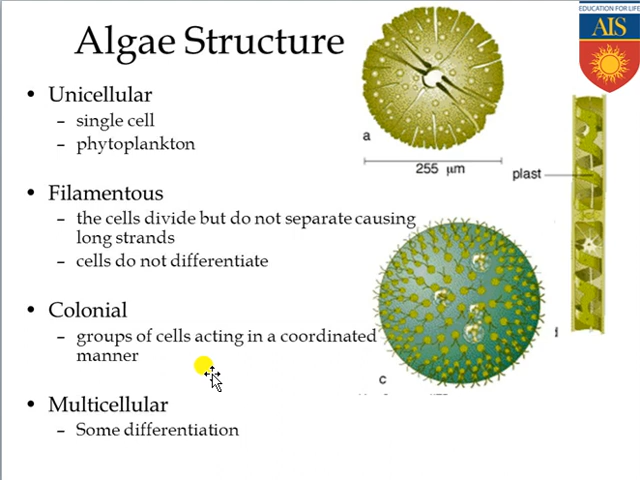 EDUCATION FOR LIFE
AIS
Algae Structure
• Unicellular
– single cell
– phytoplankton
• Filamentous
– the cells divide but do not separate causing
long strands
– cells do not differentiate
• Colonial
– groups of cells acting in a coordinated
manner
• Multicellular
– Some differentiation
a
255 μm
plast
c